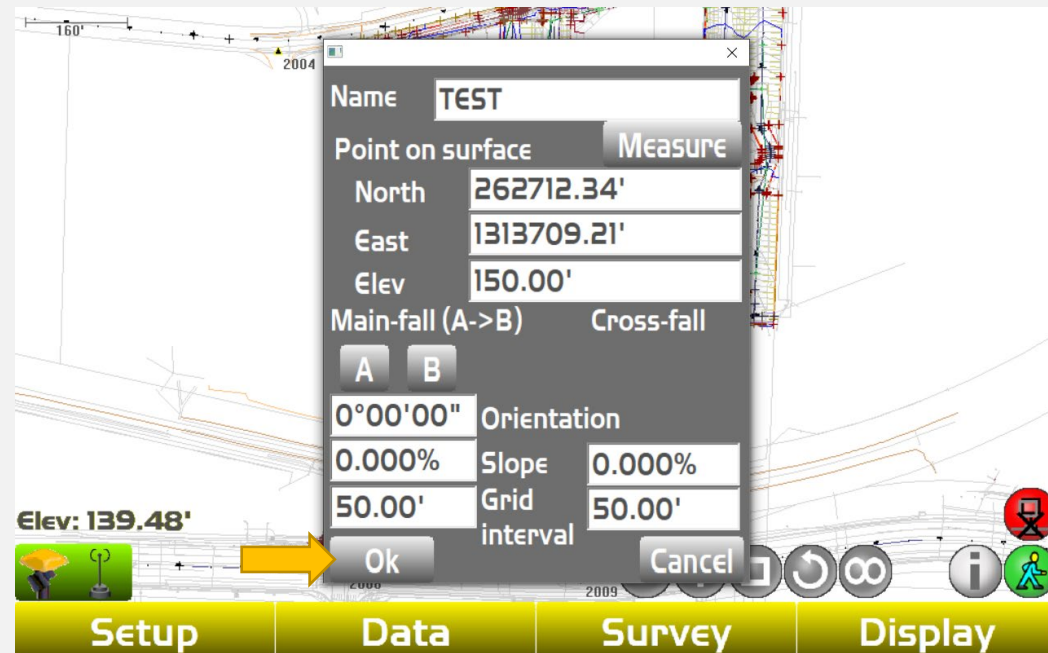 160'
2004
Name TEST
Point on surface Measure
North 262712.34'
East 1313709.21'
Elev 150.00'
Main-fall (A->B) Cross-fall
A B
0°00'00" Orientation
0.000% Slope 0.000%
50.00' Grid interval 50.00'
Elev: 139.48'
Ok Cancel
2009
Setup Data Survey Display